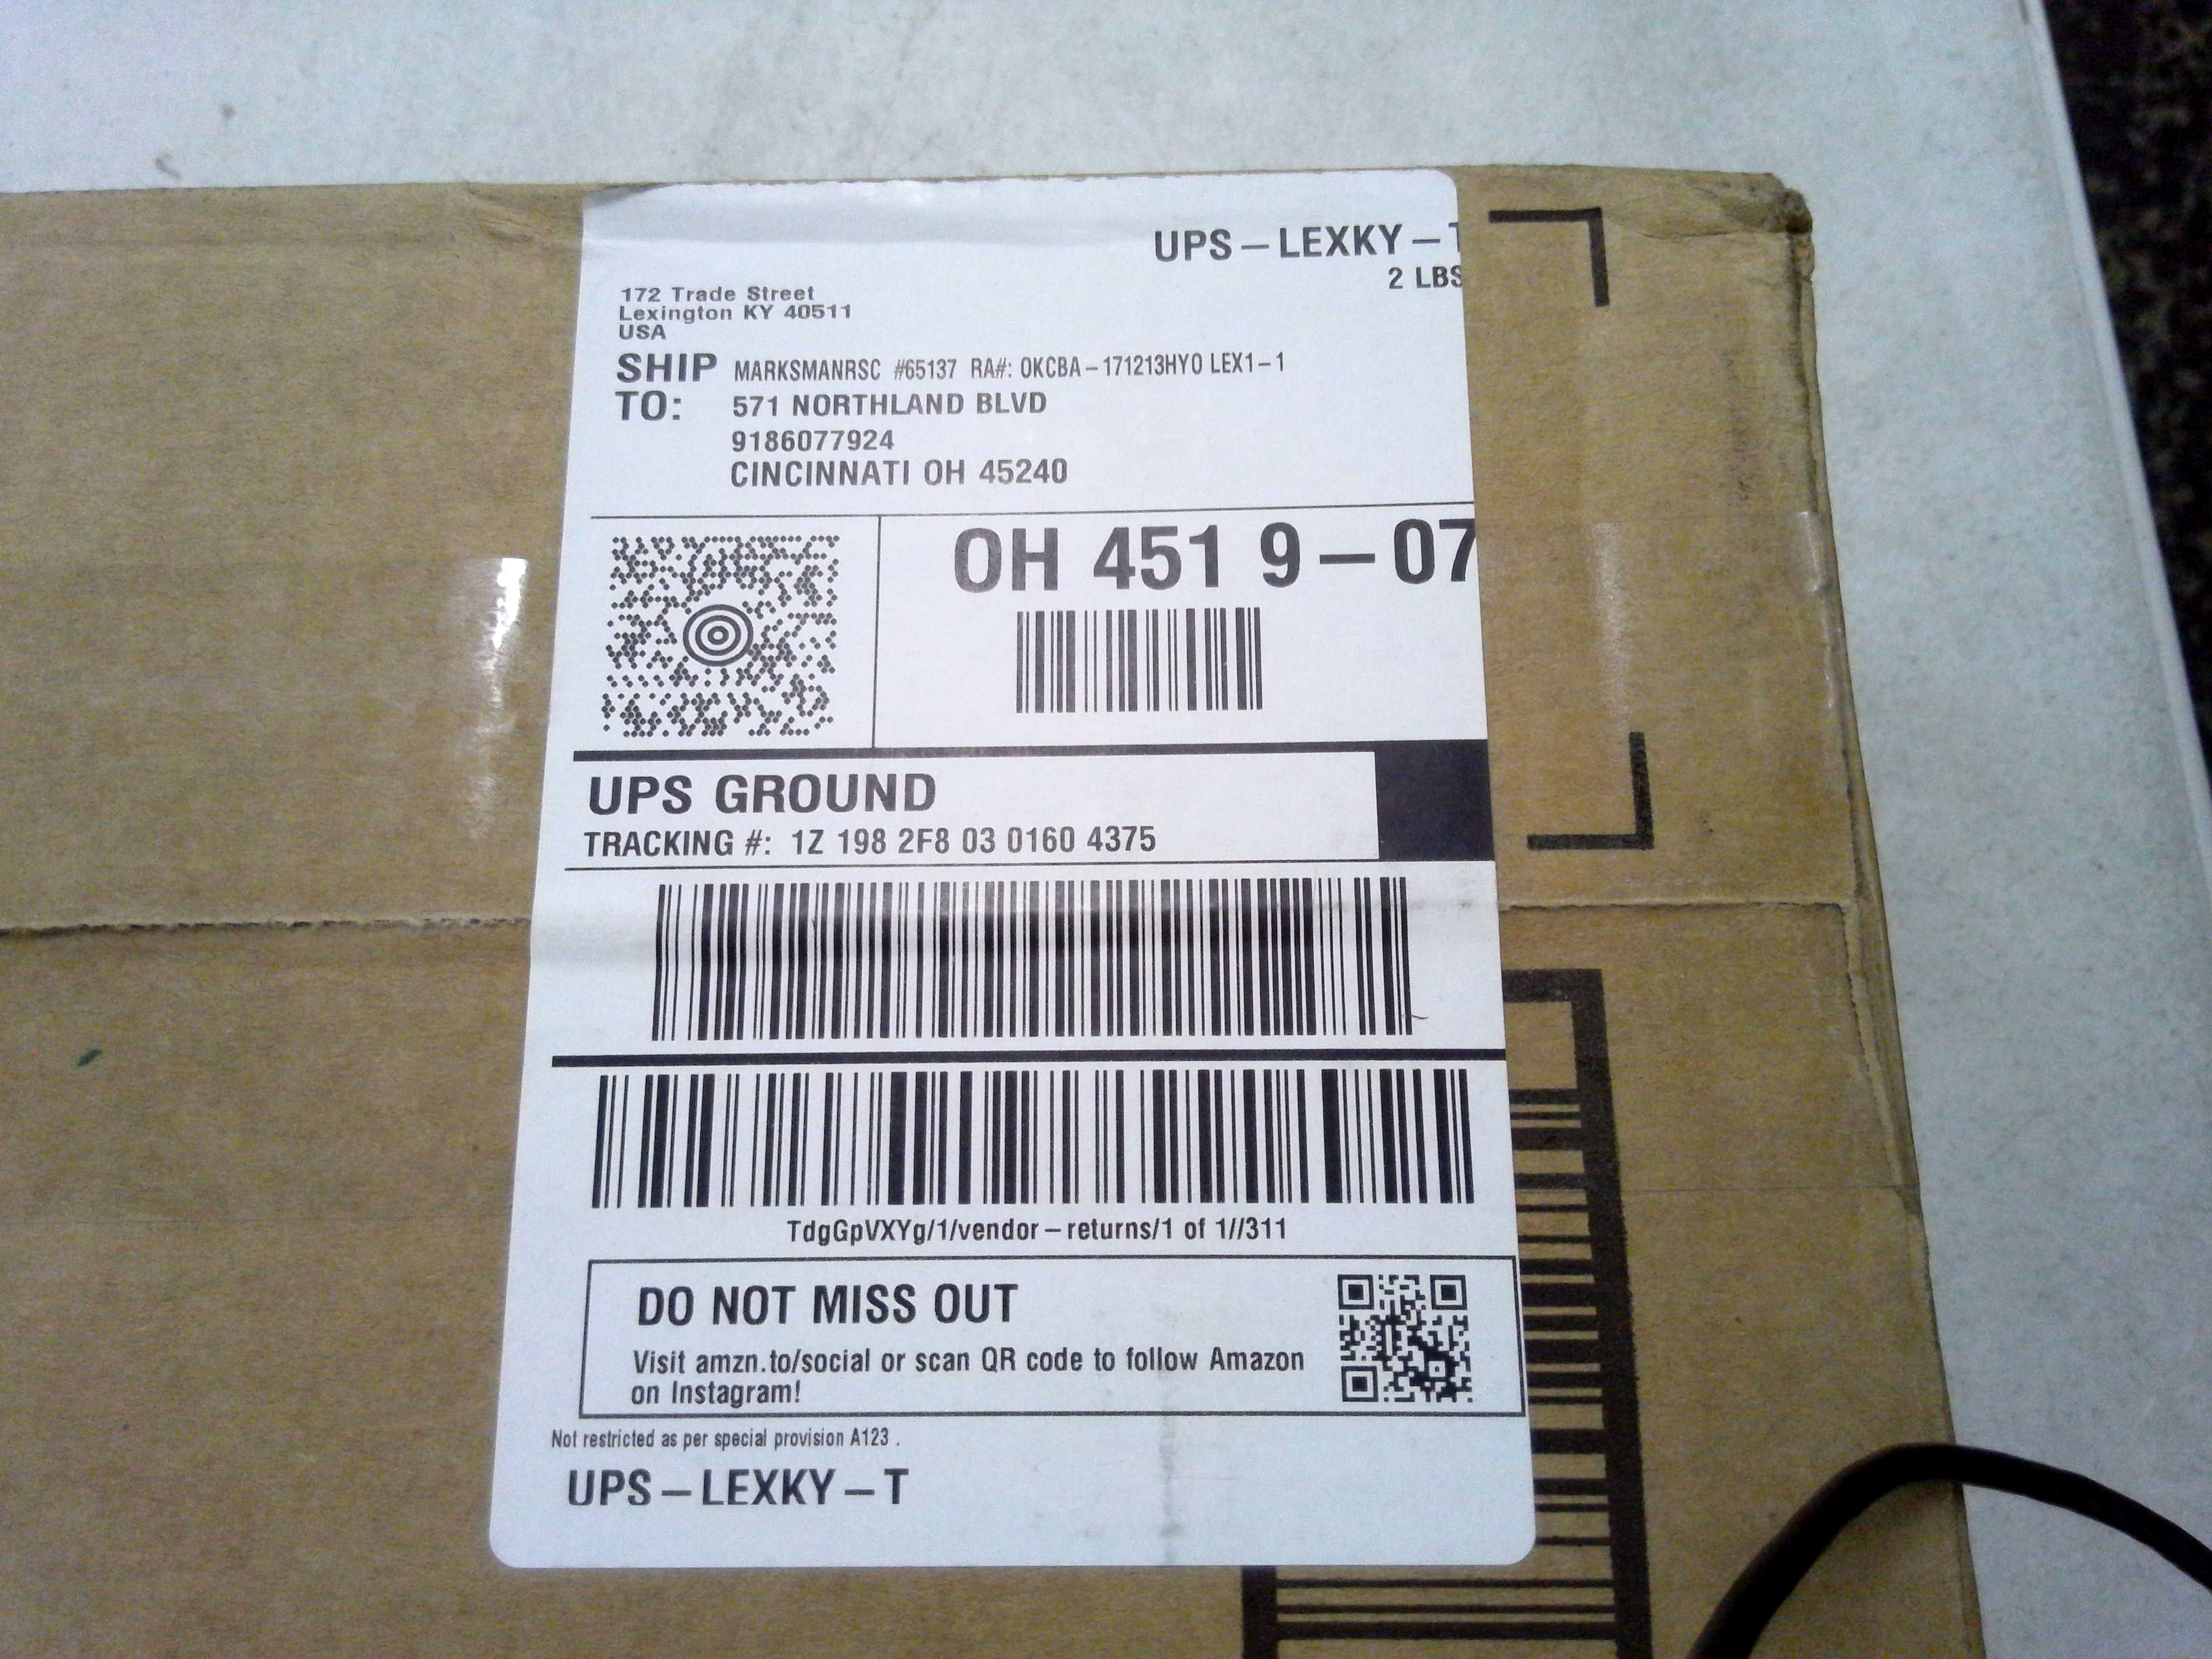 UPS – LEXKY –
2 LBS
172 Trade Street
Lexington KY 40511
USA
SHIP TO: MARKSMANRSC #65137 RA#: OKCBA – 171213HYO LEX1 – 1
571 NORTHLAND BLVD
9186077924
CINCINNATI OH 45240
OH 451 9 – 07
UPS GROUND
TRACKING #: 1Z 198 2F8 03 0160 4375
TdgGpVXYg/1/vendor – returns/1 of 1//311
DO NOT MISS OUT
Visit amzn.to/social or scan QR code to follow Amazon
on Instagram!
Not restricted as per special provision A123 .
UPS – LEXKY – T